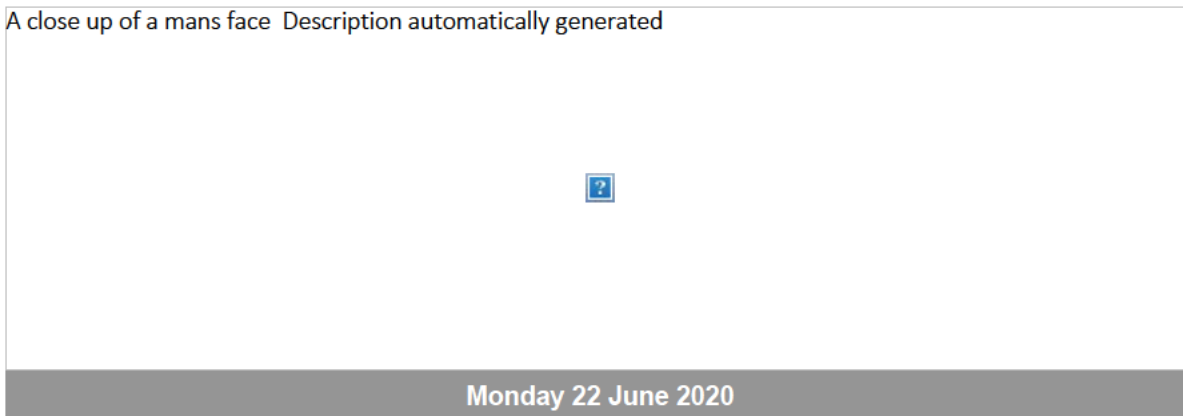 A close up of a mans face  Description automatically generated
?
Monday 22 June 2020